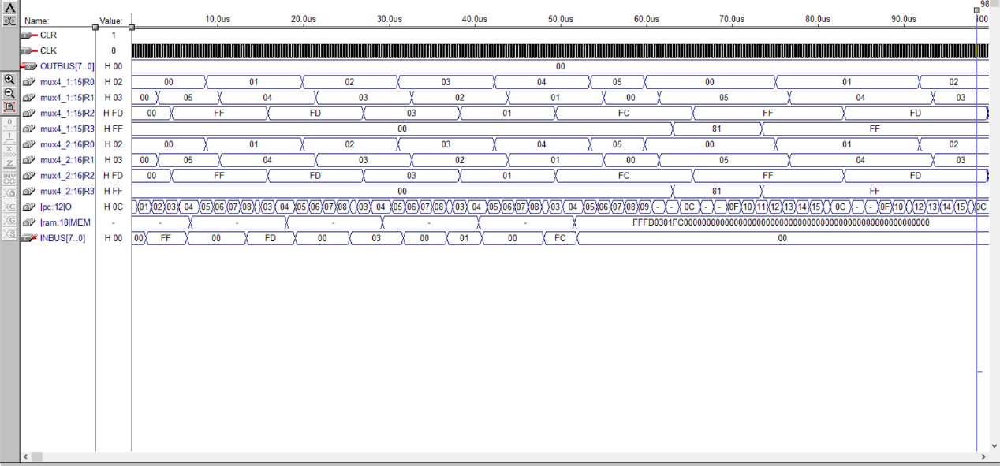 98
Name: Value: 10.0us 20.0us 30.0us 40.0us 50.0us 60.0us 70.0us 80.0us 90.0us 100
CLR 1
CLK 0
OUTBUS[7..0] H 00 00
mux4_1:15|R0 H 02 00 01 02 03 04 05 00 01 02
mux4_1:15|R1 H 03 00 05 04 03 02 01 00 05 04 03
mux4_1:15|R2 H FD 00 FF FD 03 01 FC FF FD
mux4_1:15|R3 H FF 00 81 FF
mux4_2:16|R0 H 02 00 01 02 03 04 05 00 01 02
mux4_2:16|R1 H 03 00 05 04 03 02 01 00 05 04 03
mux4_2:16|R2 H FD 00 FF FD 03 01 FC FF FD
mux4_2:16|R3 H FF 00 81 FF
|pc:12|O H 0C 01 02 03 04 05 06 07 08 03 04 05 06 07 08 03 04 05 06 07 08 03 04 05 06 07 08 03 04 05 06 07 08 09 - - 0C - - 0F 10 11 12 13 14 15 0C - - 0F 10 12 13 14 15 0C
|ram:18|MEM - - - - - -
INBUS[7..0] H 00 00 FF 00 FD 00 03 00 01 00 FC 00